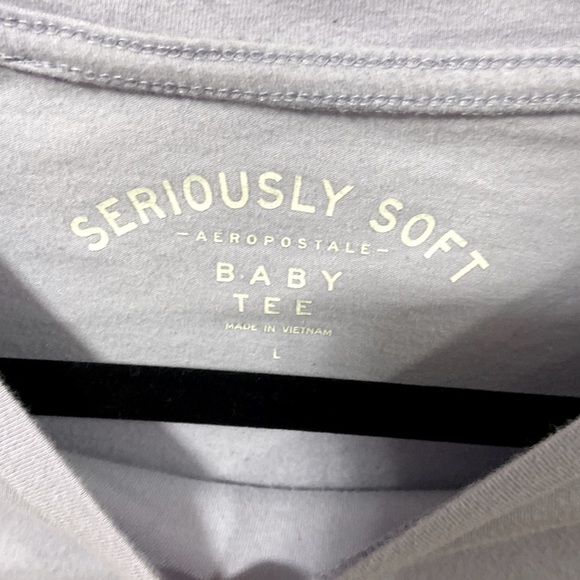 SERIOUSLY SOFT
-AEROPOSTALE-
BABY
TEE
MADE IN VIETNAM
L